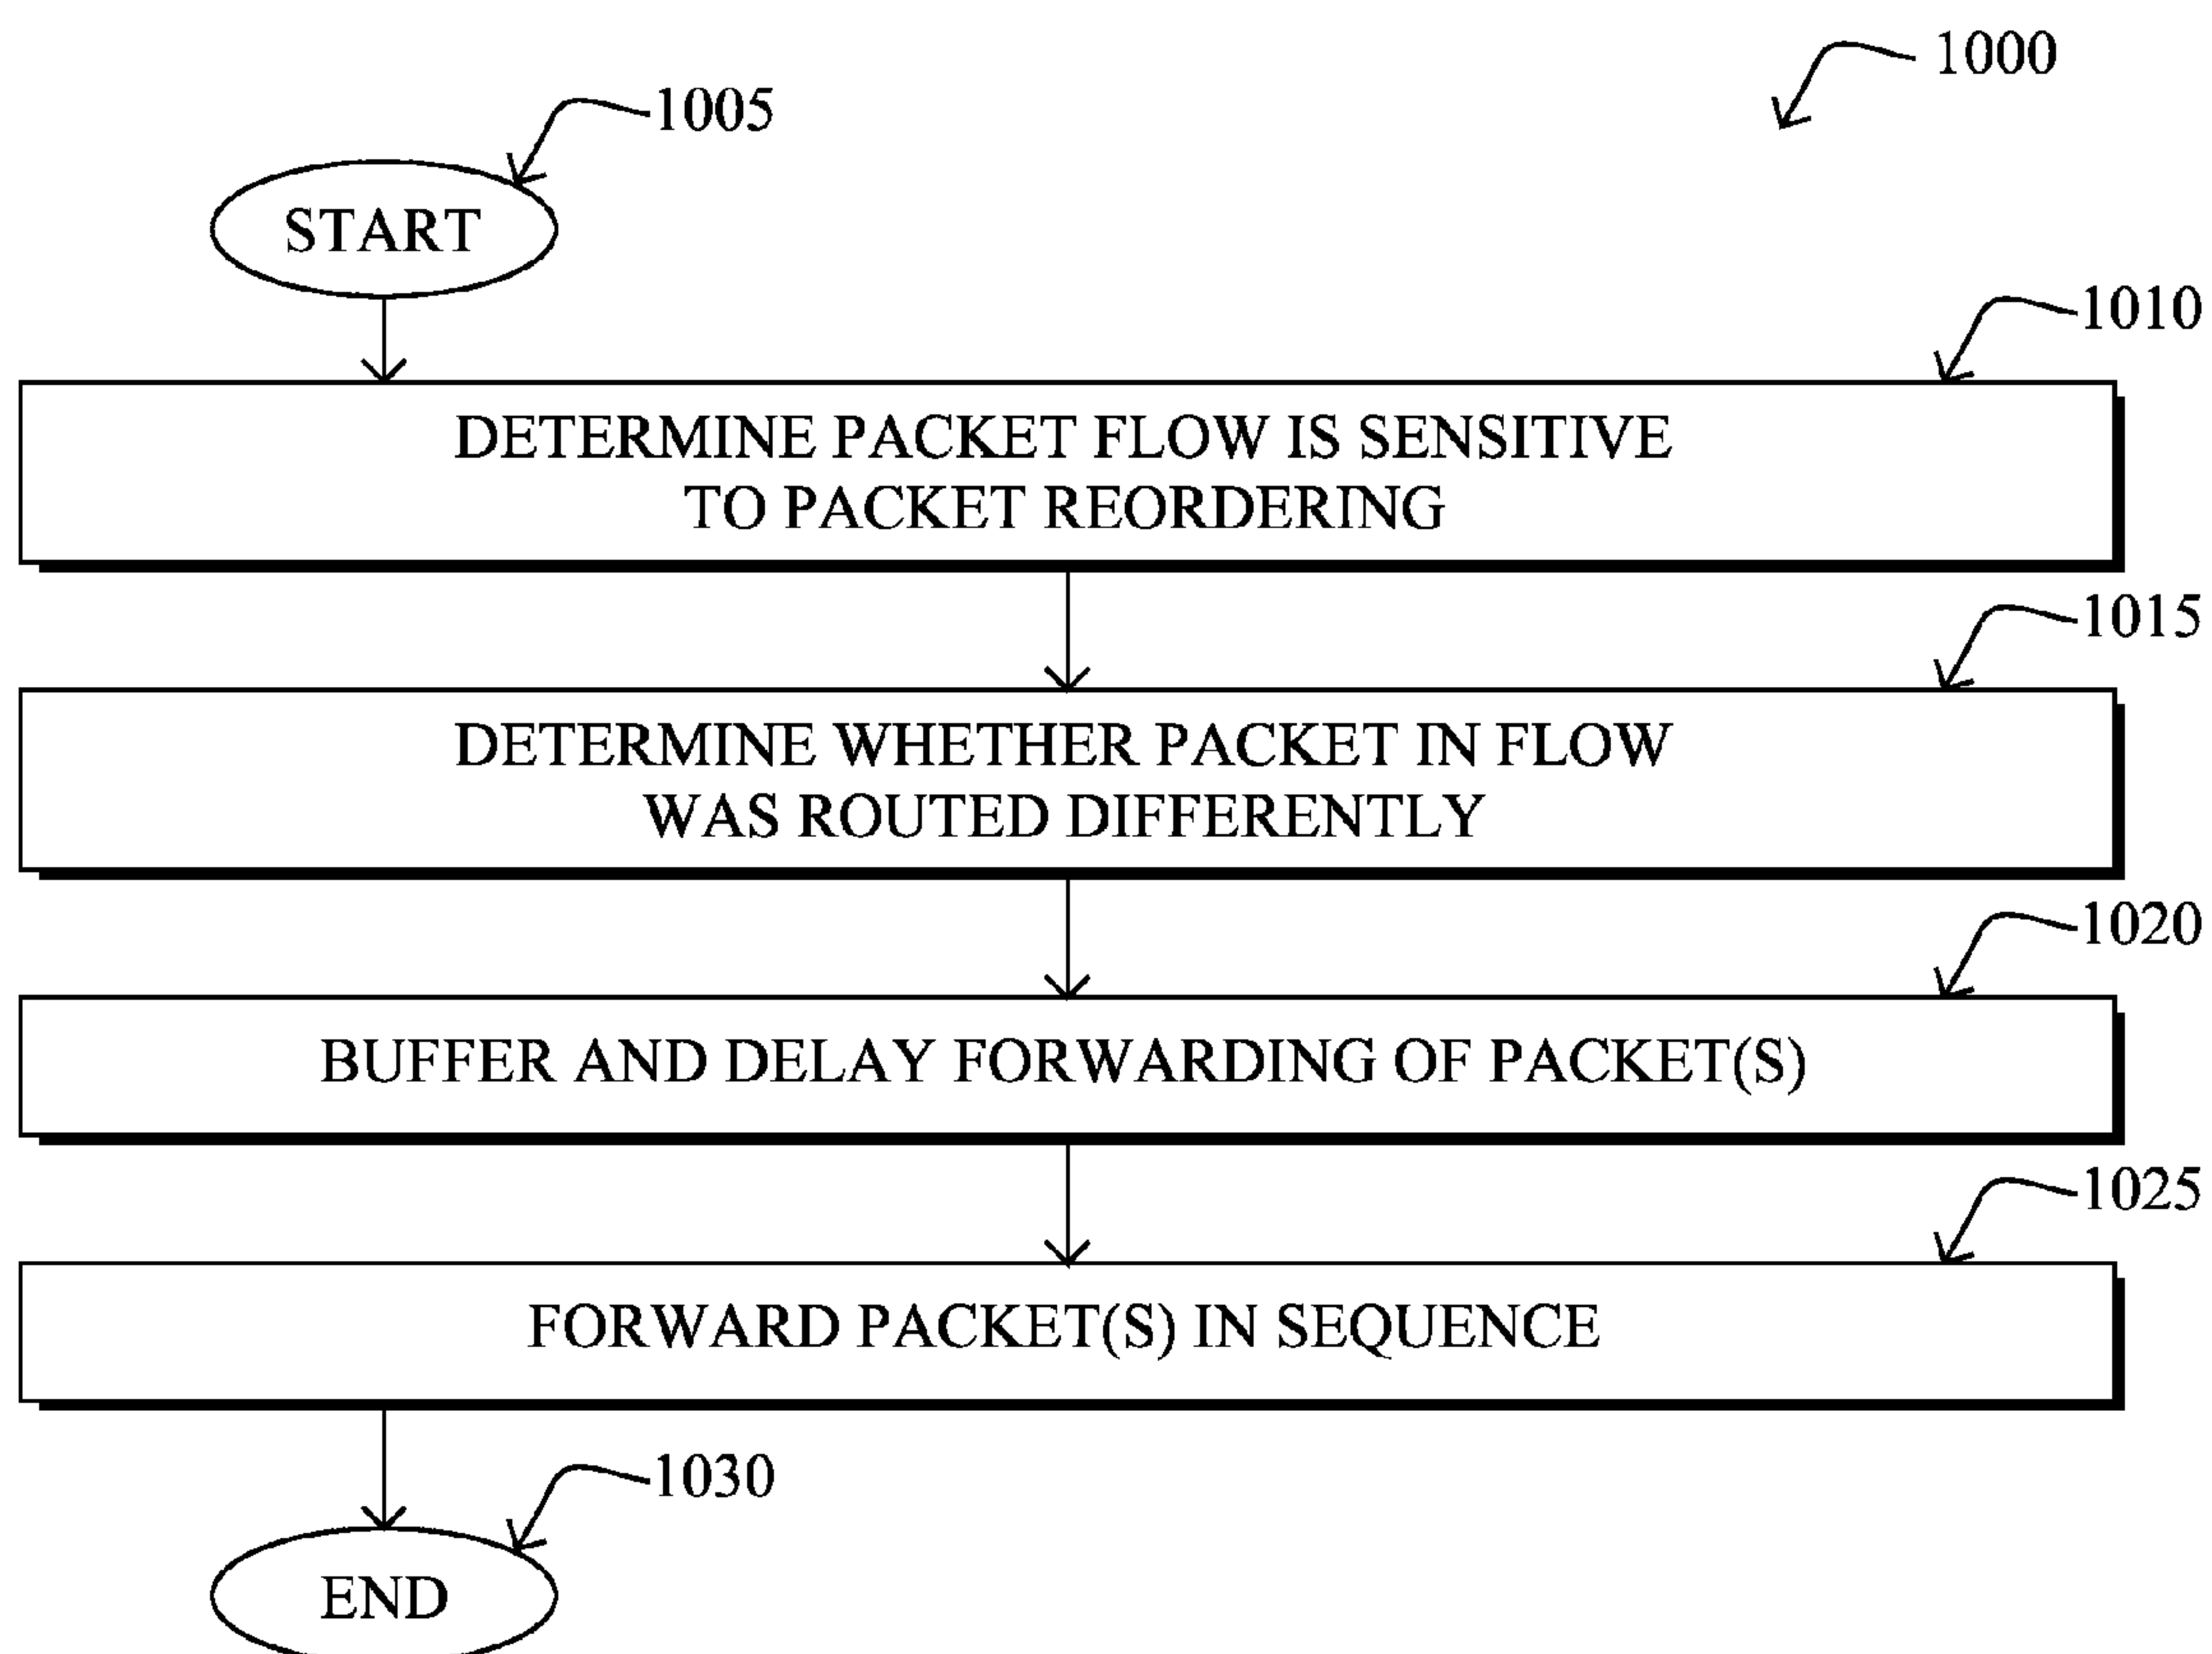 1000
1005
START
1010
DETERMINE PACKET FLOW IS SENSITIVE
TO PACKET REORDERING
1015
DETERMINE WHETHER PACKET IN FLOW
WAS ROUTED DIFFERENTLY
1020
BUFFER AND DELAY FORWARDING OF PACKET(S)
1025
FORWARD PACKET(S) IN SEQUENCE
1030
END